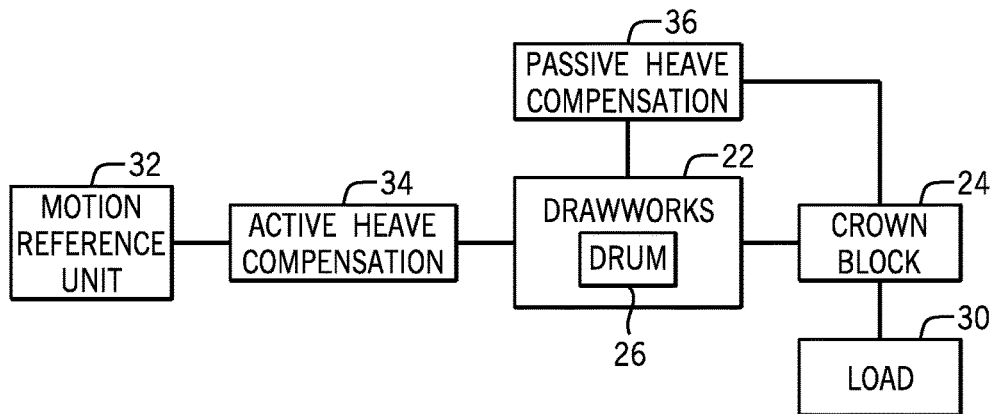 36
PASSIVE HEAVE
COMPENSATION
32
MOTION
REFERENCE
UNIT
34
ACTIVE HEAVE
COMPENSATION
22
DRAWWORKS
DRUM
26
24
CROWN
BLOCK
30
LOAD